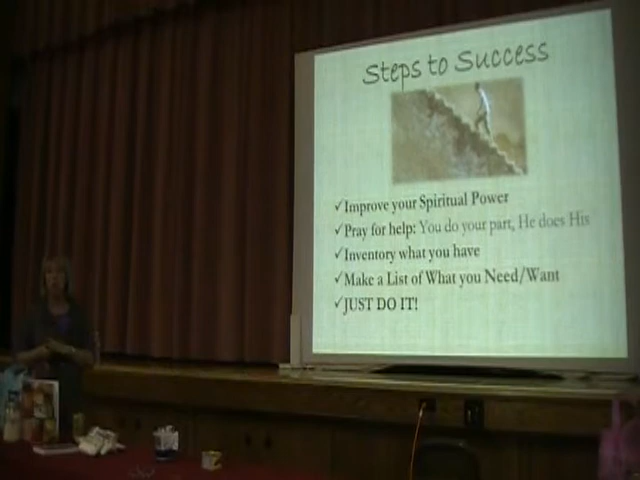 Steps to Success
✓Improve your Spiritual Power
✓Pray for help: You do your part, He does His
✓Inventory what you have
✓Make a List of What you Need/Want
✓JUST DO IT!